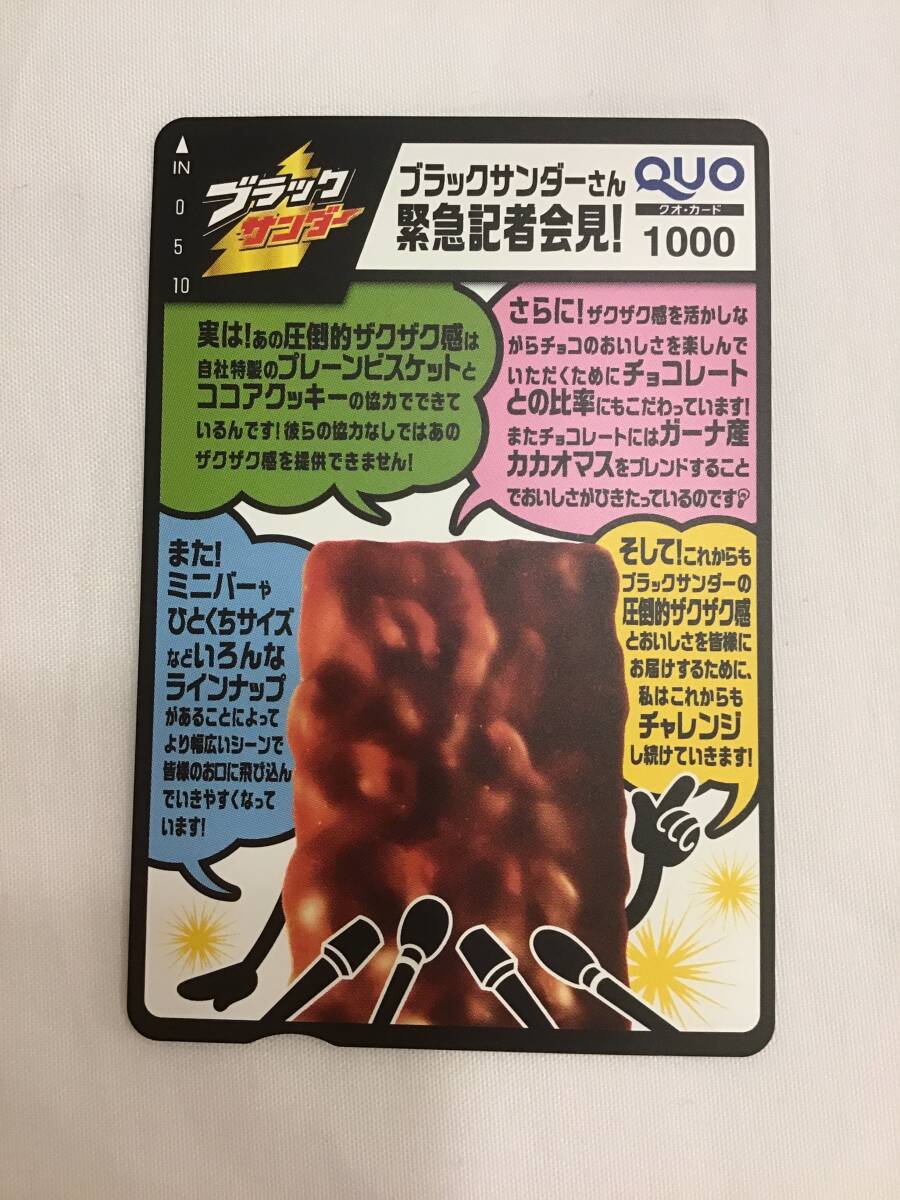 IN
0
5
10
ブラック
サンダー
ブラックサンダーさん
緊急記者会見!
QUO
クオ・カード
1000
実は!あの圧倒的ザクザク感は
自社特製のプレーンビスケットと
ココアクッキーの協力でできて
いるんです!彼らの協力なしではあの
ザクザク感を提供できません!
さらに!ザクザク感を活かしな
がらチョコのおいしさを楽しんで
いただくためにチョコレート
との比率にもこだわっています!
またチョコレートにはガーナ産
カカオマスをブレンドすること
でおいしさがひきたっているのです
また!
ミニバーや
ひとくちサイズ
などいろんな
ラインナップ
があることによって
より幅広いシーンで
皆様のお口に飛び込ん
でいきやすくなって
います!
そして!これからも
ブラックサンダーの
圧倒的ザクザク感
とおいしさを皆様に
お届けするために、
私はこれからも
チャレンジ
し続けていきます!